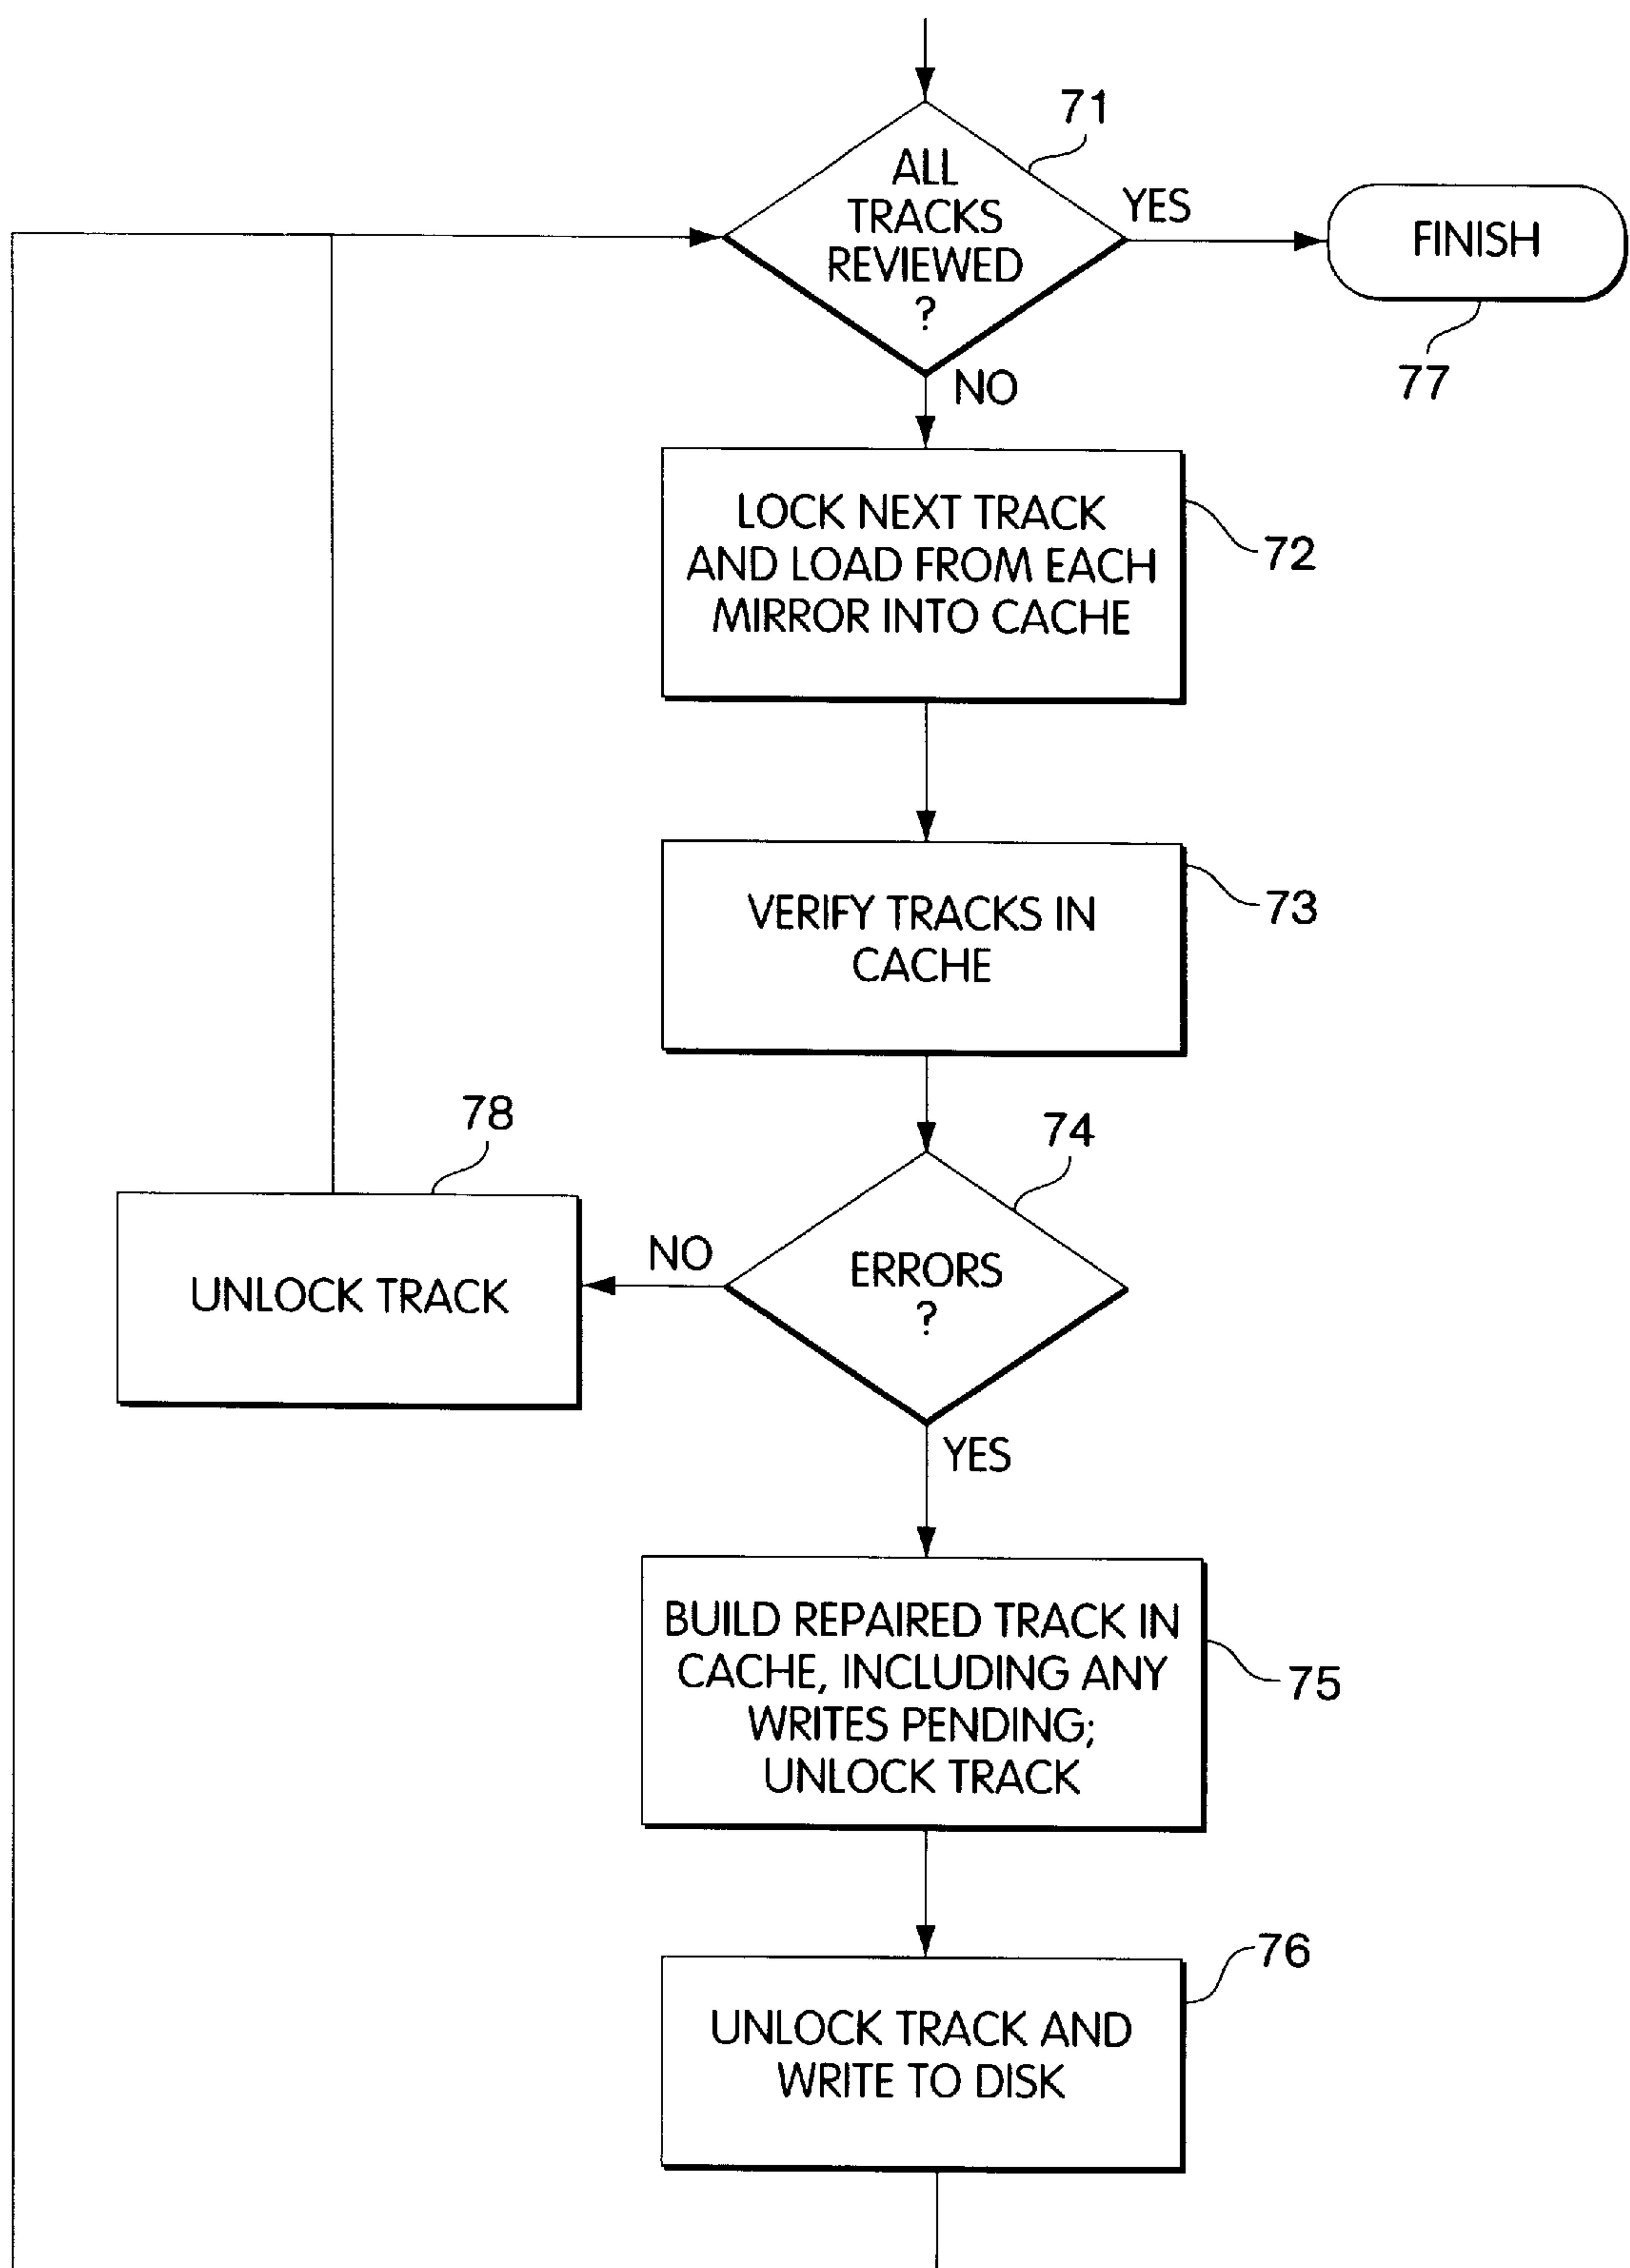 71
ALL
TRACKS
REVIEWED
?
YES
FINISH
77
NO
LOCK NEXT TRACK
AND LOAD FROM EACH
MIRROR INTO CACHE
72
VERIFY TRACKS IN
CACHE
73
78
74
UNLOCK TRACK
NO
ERRORS
?
YES
BUILD REPAIRED TRACK IN
CACHE, INCLUDING ANY
WRITES PENDING;
UNLOCK TRACK
75
76
UNLOCK TRACK AND
WRITE TO DISK